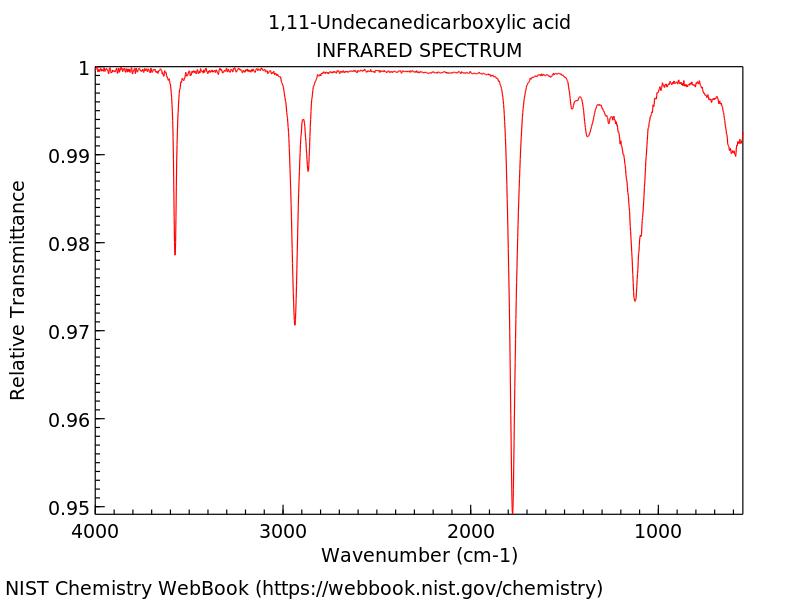 1,11-Undecanedicarboxylic acid
INFRARED SPECTRUM
1
0.99
0.98
0.97
0.96
0.95
Relative Transmittance
4000 3000 2000 1000
Wavenumber (cm-1)
NIST Chemistry WebBook (https://webbook.nist.gov/chemistry)